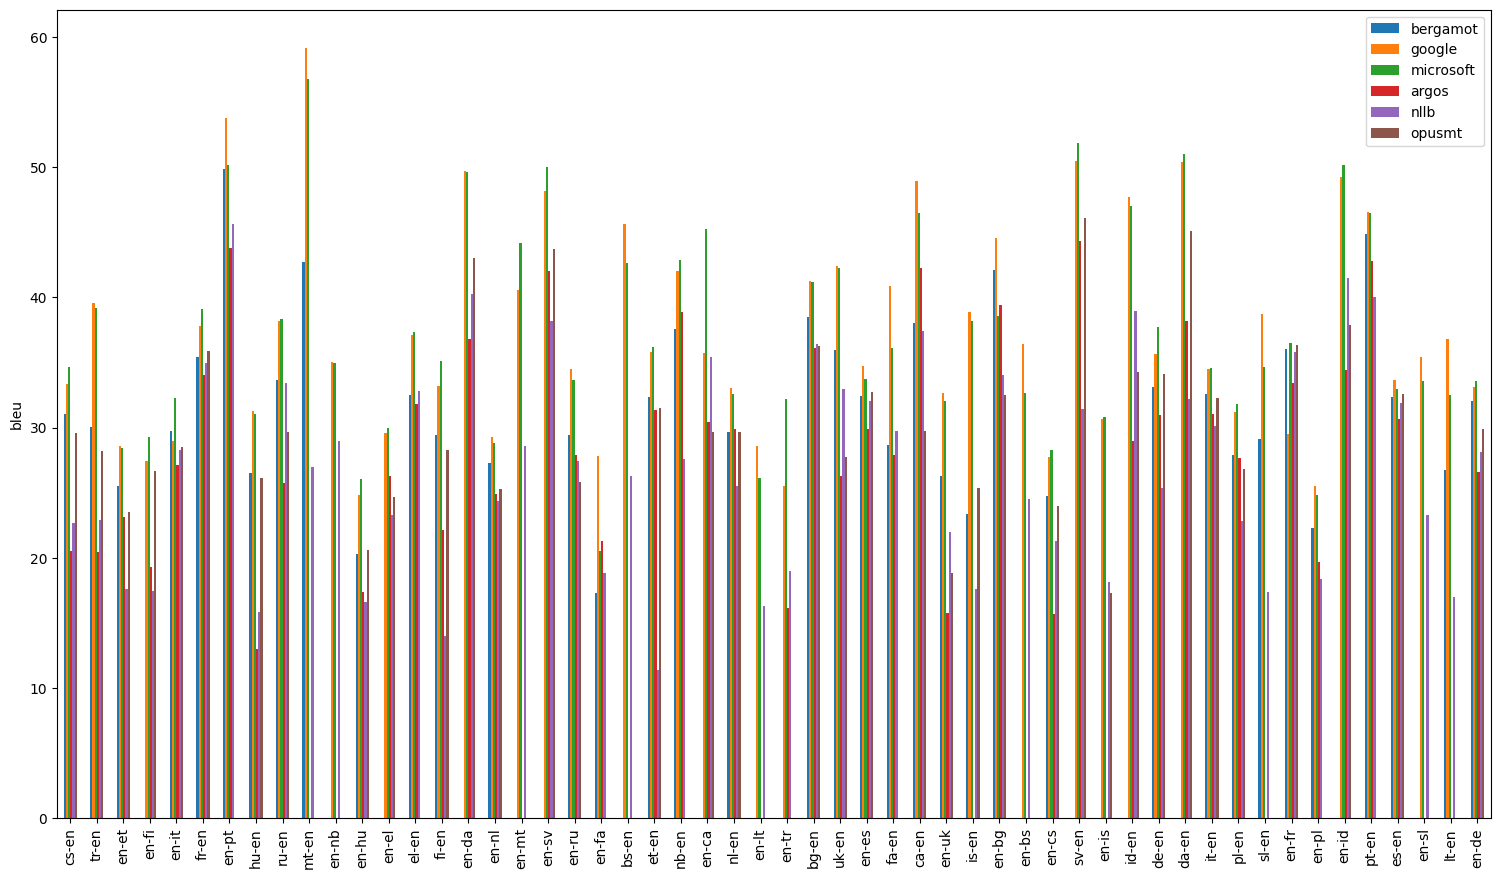 60
50
40
30
20
10
0
bleu
bergamot
google
microsoft
argos
nllb
opusmt
cs-en
tr-en
en-et
en-fi
en-it
fr-en
en-pt
hu-en
ru-en
mt-en
en-nb
en-hu
en-el
el-en
fi-en
en-da
en-nl
en-mt
en-sv
en-ru
en-fa
bs-en
et-en
nb-en
en-ca
nl-en
en-lt
en-tr
bg-en
uk-en
en-es
fa-en
ca-en
en-uk
is-en
en-bg
en-bs
en-cs
sv-en
en-is
id-en
de-en
da-en
it-en
pl-en
sl-en
en-fr
en-pl
en-id
pt-en
es-en
en-sl
lt-en
en-de